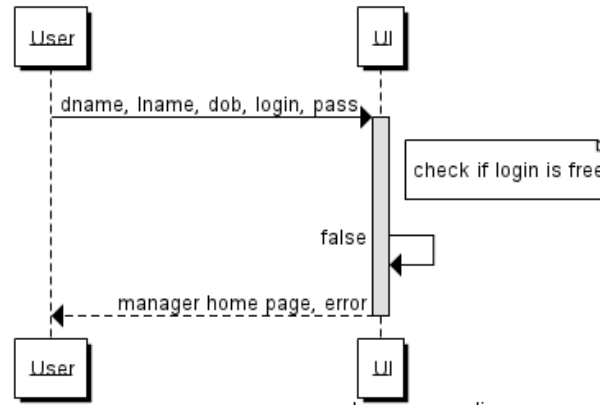 User UI
dname, lname, dob, login, pass
check if login is free
false
manager home page, error
User UI